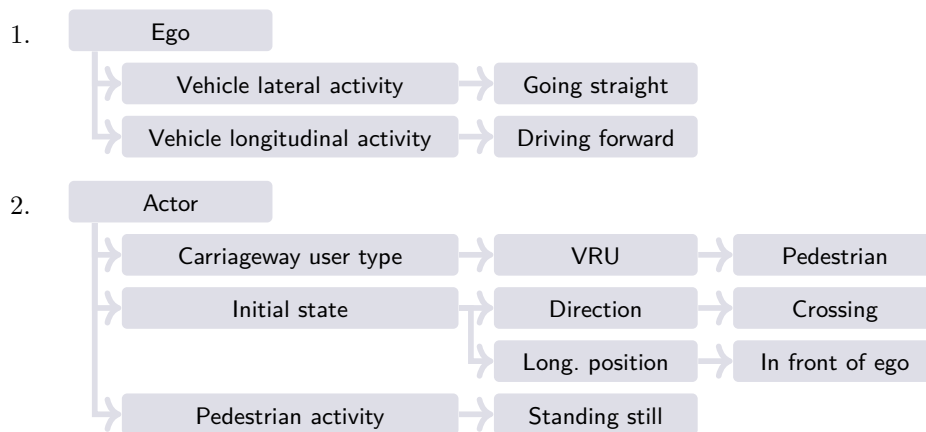 1. Ego
Vehicle lateral activity Going straight
Vehicle longitudinal activity Driving forward
2. Actor
Carriageway user type VRU Pedestrian
Initial state Direction Crossing
Long. position In front of ego
Pedestrian activity Standing still